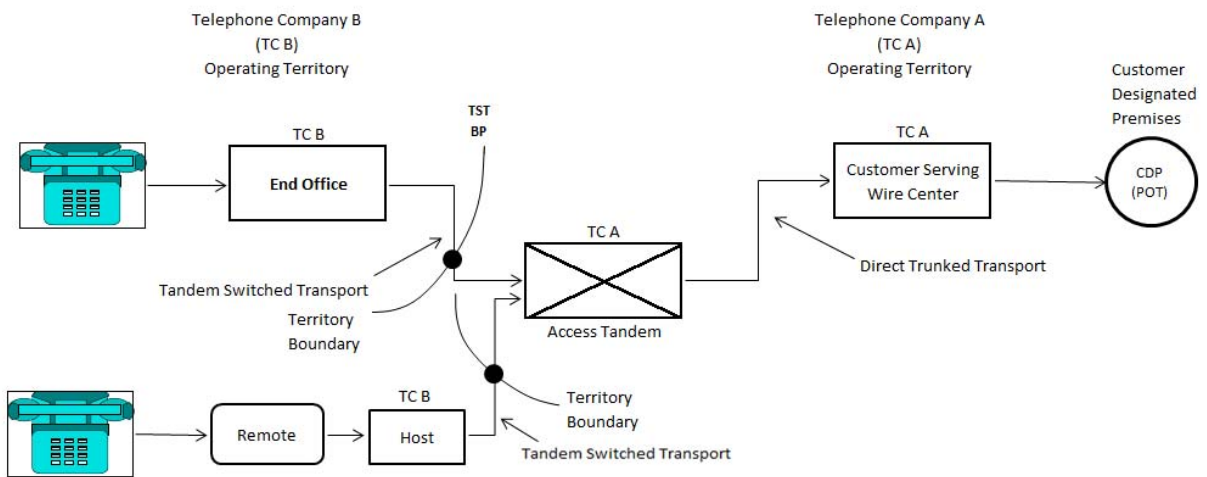 Telephone Company B
(TC B)
Operating Territory
Telephone Company A
(TC A)
Operating Territory
Customer
Designated
Premises
TST
BP
TC B
End Office
TC A
Customer Serving
Wire Center
CDP
(POT)
TC A
Access Tandem
Tandem Switched Transport
Territory
Boundary
Direct Trunked Transport
TC B
Remote
Host
Territory
Boundary
Tandem Switched Transport